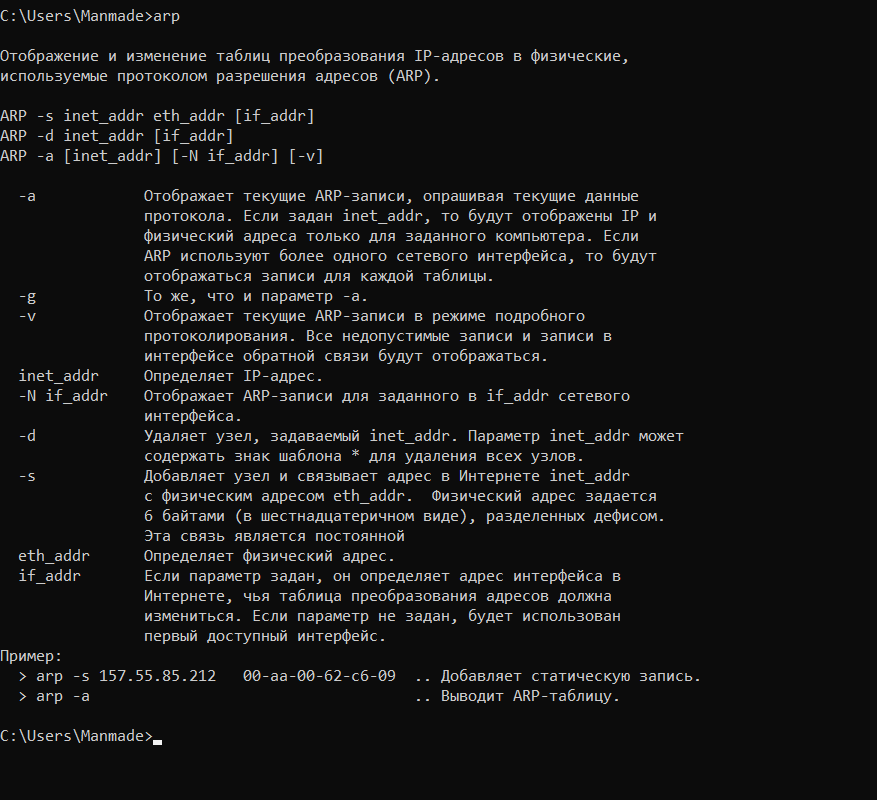 C:\Users\Manmade>arp
Отображение и изменение таблиц преобразования IP-адресов в физические,
используемые протоколом разрешения адресов (ARP).
ARP -s inet_addr eth_addr [if_addr]
ARP -d inet_addr [if_addr]
ARP -a [inet_addr] [-N if_addr] [-v]
-a Отображает текущие ARP-записи, опрашивая текущие данные
протокола. Если задан inet_addr, то будут отображены IP и
физический адреса только для заданного компьютера. Если
ARP используют более одного сетевого интерфейса, то будут
отображаться записи для каждой таблицы.
-g То же, что и параметр -a.
-v Отображает текущие ARP-записи в режиме подробного
протоколирования. Все недопустимые записи и записи в
интерфейсе обратной связи будут отображаться.
inet_addr Определяет IP-адрес.
-N if_addr Отображает ARP-записи для заданного в if_addr сетевого
интерфейса.
-d Удаляет узел, задаваемый inet_addr. Параметр inet_addr может
содержать знак шаблона * для удаления всех узлов.
-s Добавляет узел и связывает адрес в Интернете inet_addr
с физическим адресом eth_addr. Физический адрес задается
6 байтами (в шестнадцатеричном виде), разделенных дефисом.
Эта связь является постоянной
eth_addr Определяет физический адрес.
if_addr Если параметр задан, он определяет адрес интерфейса в
Интернете, чья таблица преобразования адресов должна
измениться. Если параметр не задан, будет использован
первый доступный интерфейс.
Пример:
> arp -s 157.55.85.212 00-aa-00-62-c6-09 .. Добавляет статическую запись.
> arp -a .. Выводит ARP-таблицу.
C:\Users\Manmade>